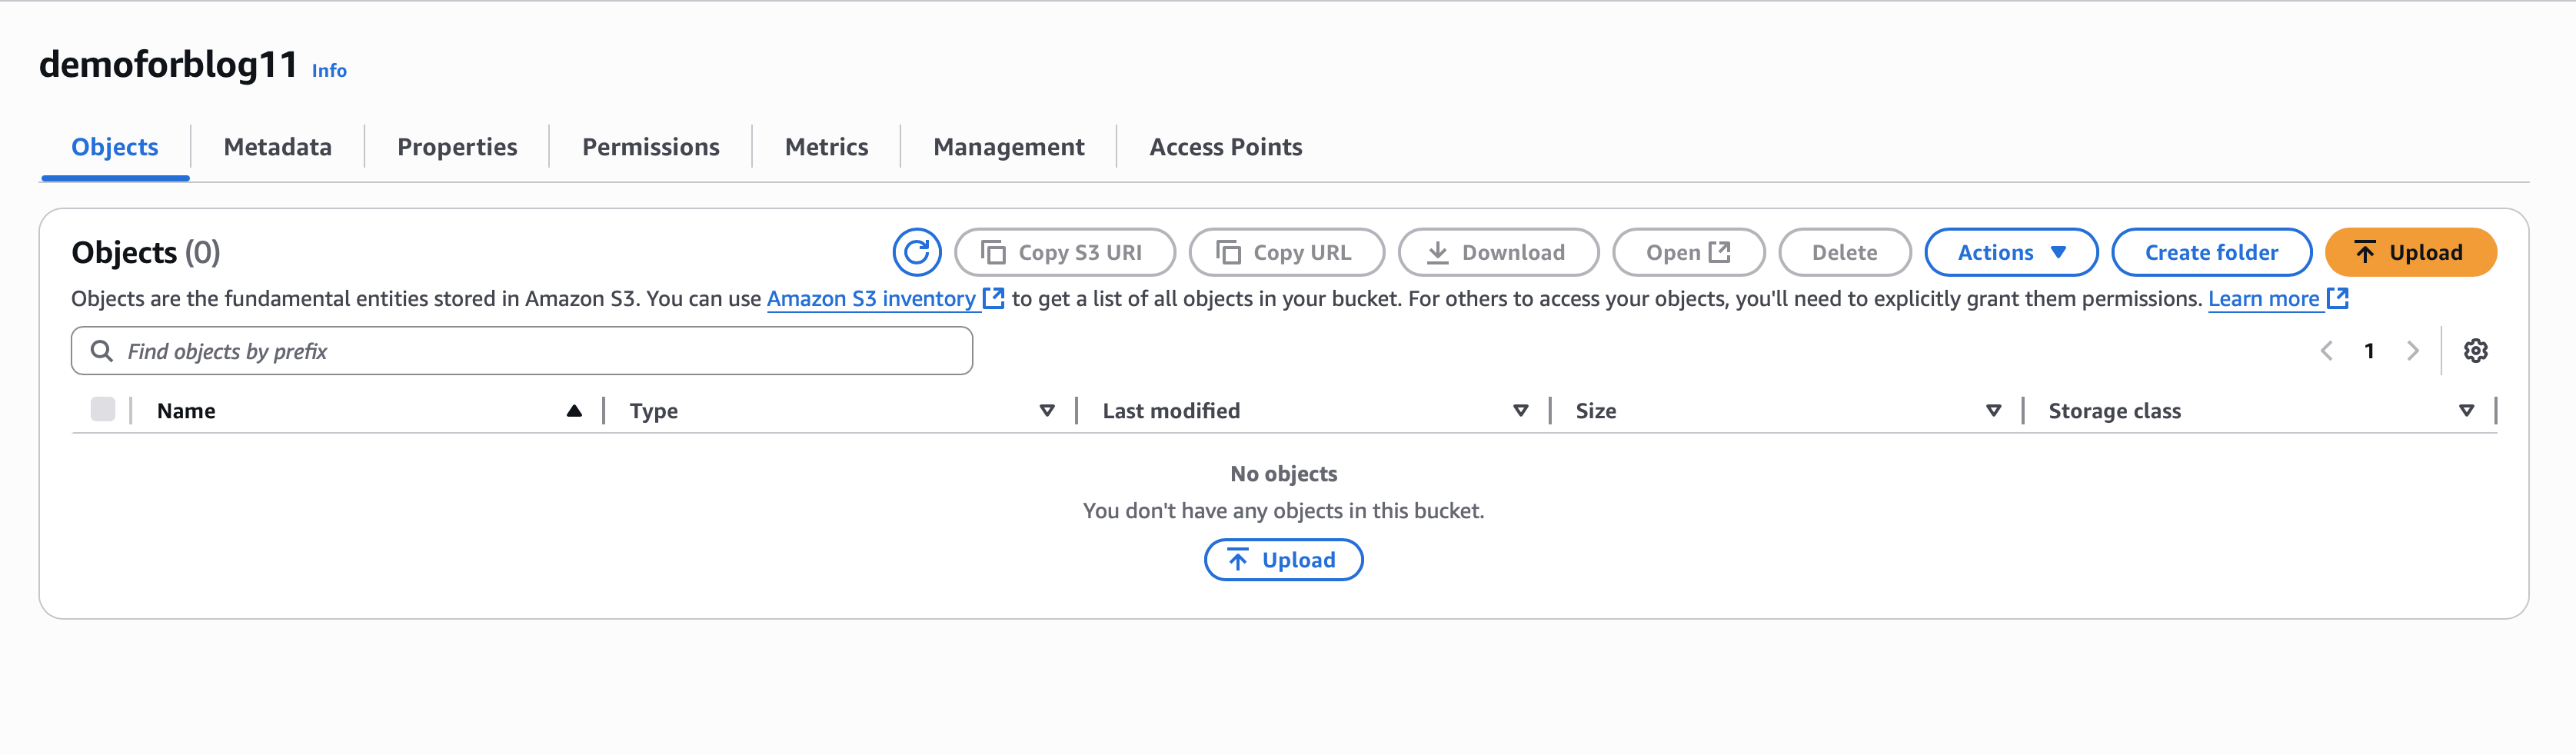 demoforblog11 Info
Objects Metadata Properties Permissions Metrics Management Access Points
Objects (0) Copy S3 URI Copy URL Download Open Delete Actions Create folder Upload
Objects are the fundamental entities stored in Amazon S3. You can use Amazon S3 inventory to get a list of all objects in your bucket. For others to access your objects, you'll need to explicitly grant them permissions. Learn more
Find objects by prefix 1
Name Type Last modified Size Storage class
No objects
You don't have any objects in this bucket.
Upload